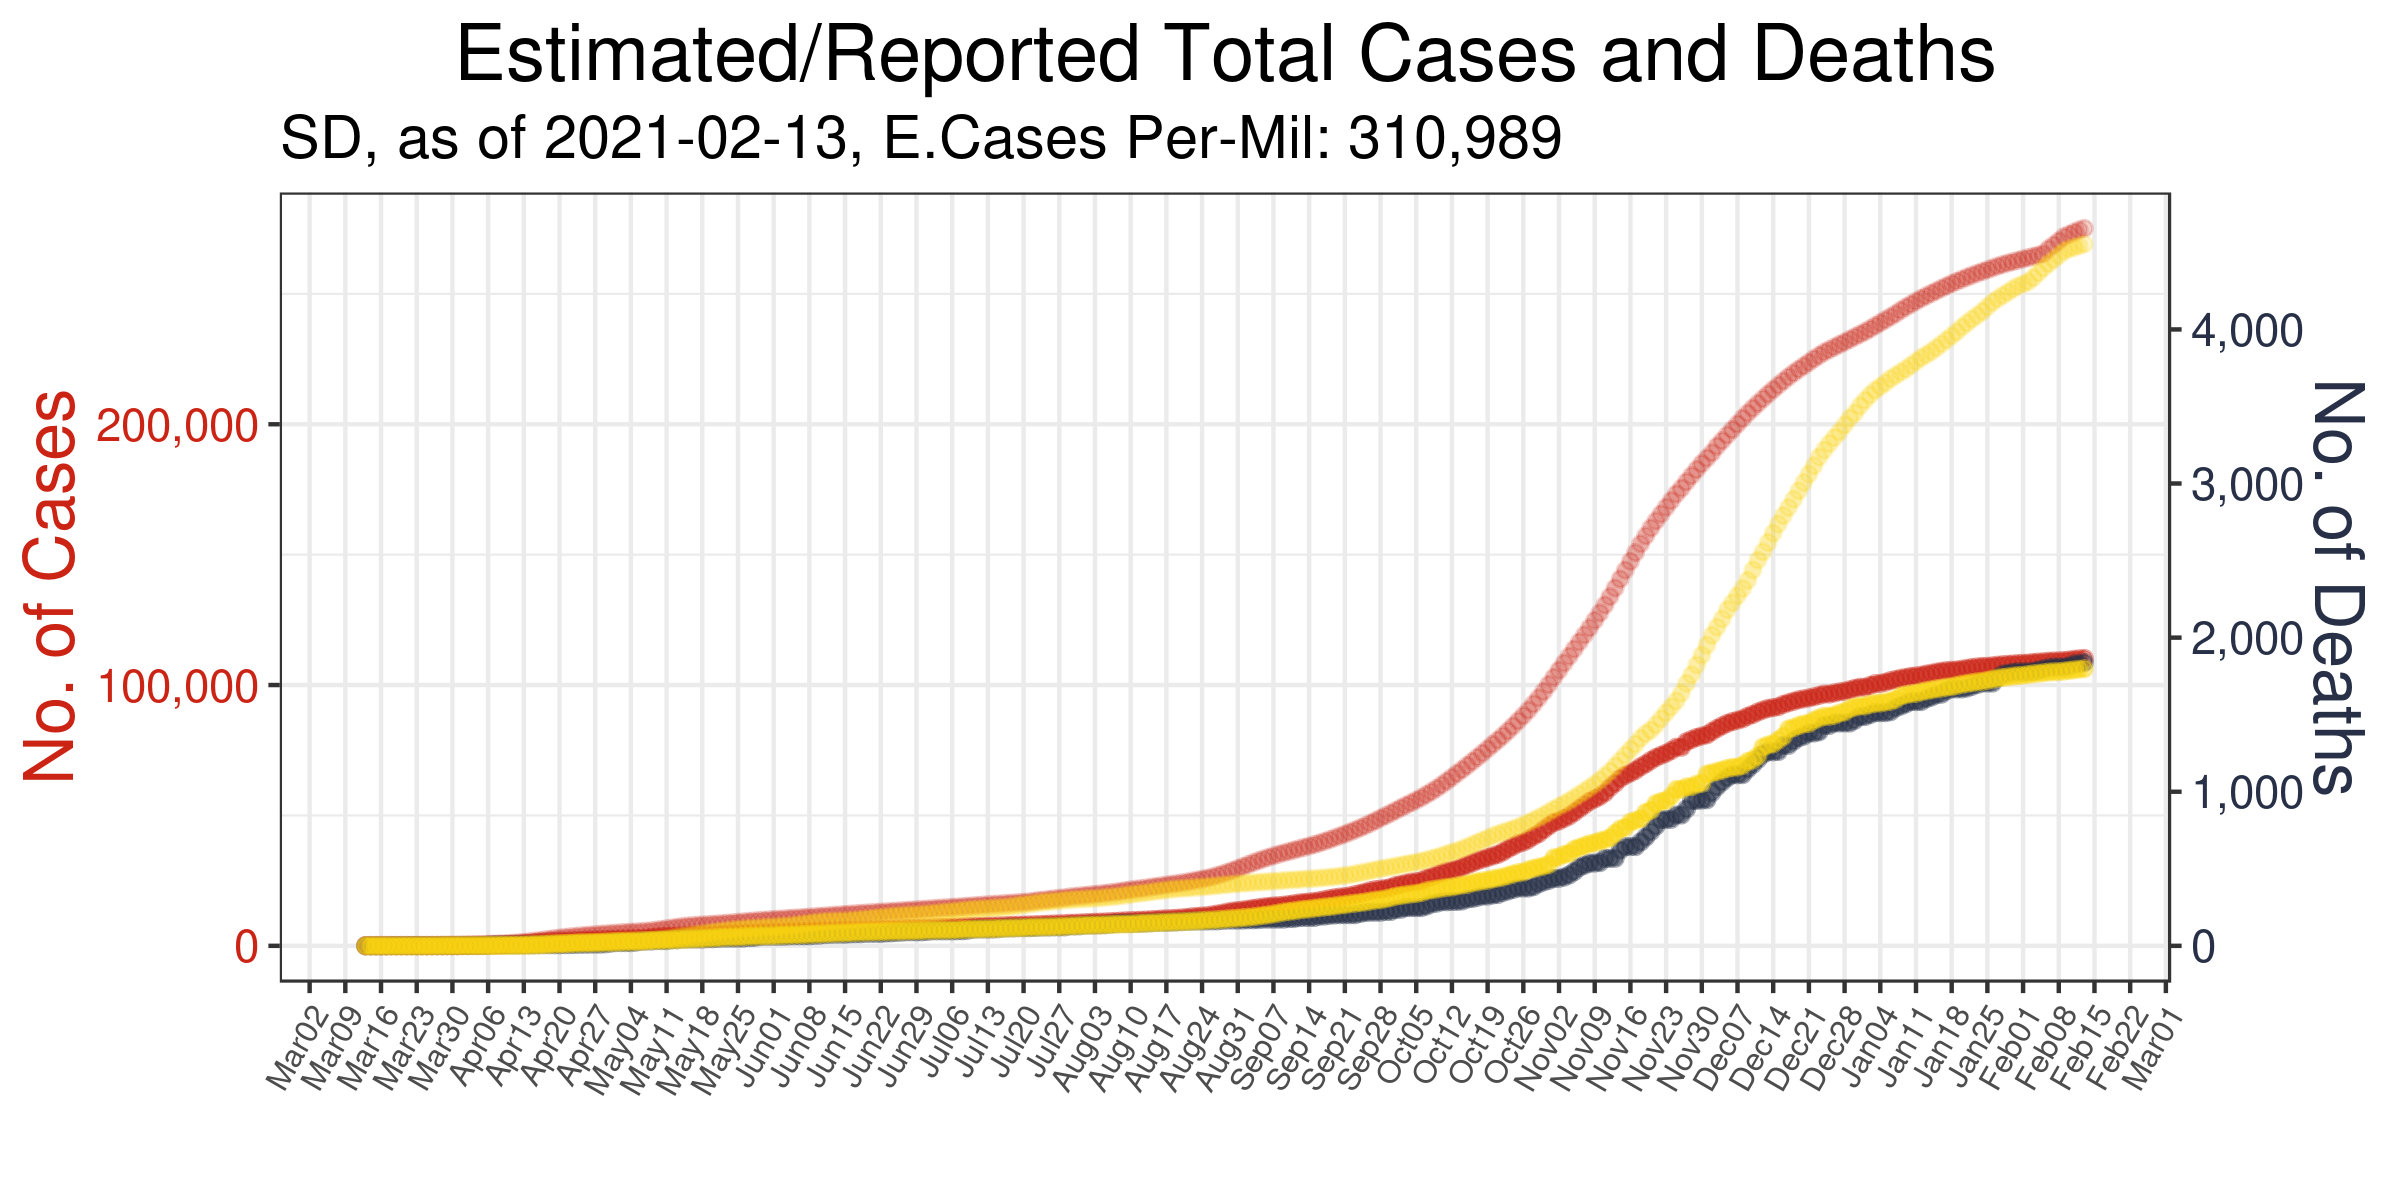 Estimated/Reported Total Cases and Deaths
SD, as of 2021-02-13, E.Cases Per-Mil: 310,989
No. of Cases
200,000
100,000
0
4,000
3,000
2,000
1,000
0
No. of Deaths
Mar02
Mar09
Mar16
Mar23
Mar30
Apr06
Apr13
Apr20
Apr27
May04
May11
May18
May25
Jun01
Jun08
Jun15
Jun22
Jun29
Jul06
Jul13
Jul20
Jul27
Aug03
Aug10
Aug17
Aug24
Aug31
Sep07
Sep14
Sep21
Sep28
Oct05
Oct12
Oct19
Oct26
Nov02
Nov09
Nov16
Nov23
Nov30
Dec07
Dec14
Dec21
Dec28
Jan04
Jan11
Jan18
Jan25
Feb01
Feb08
Feb15
Feb22
Mar01